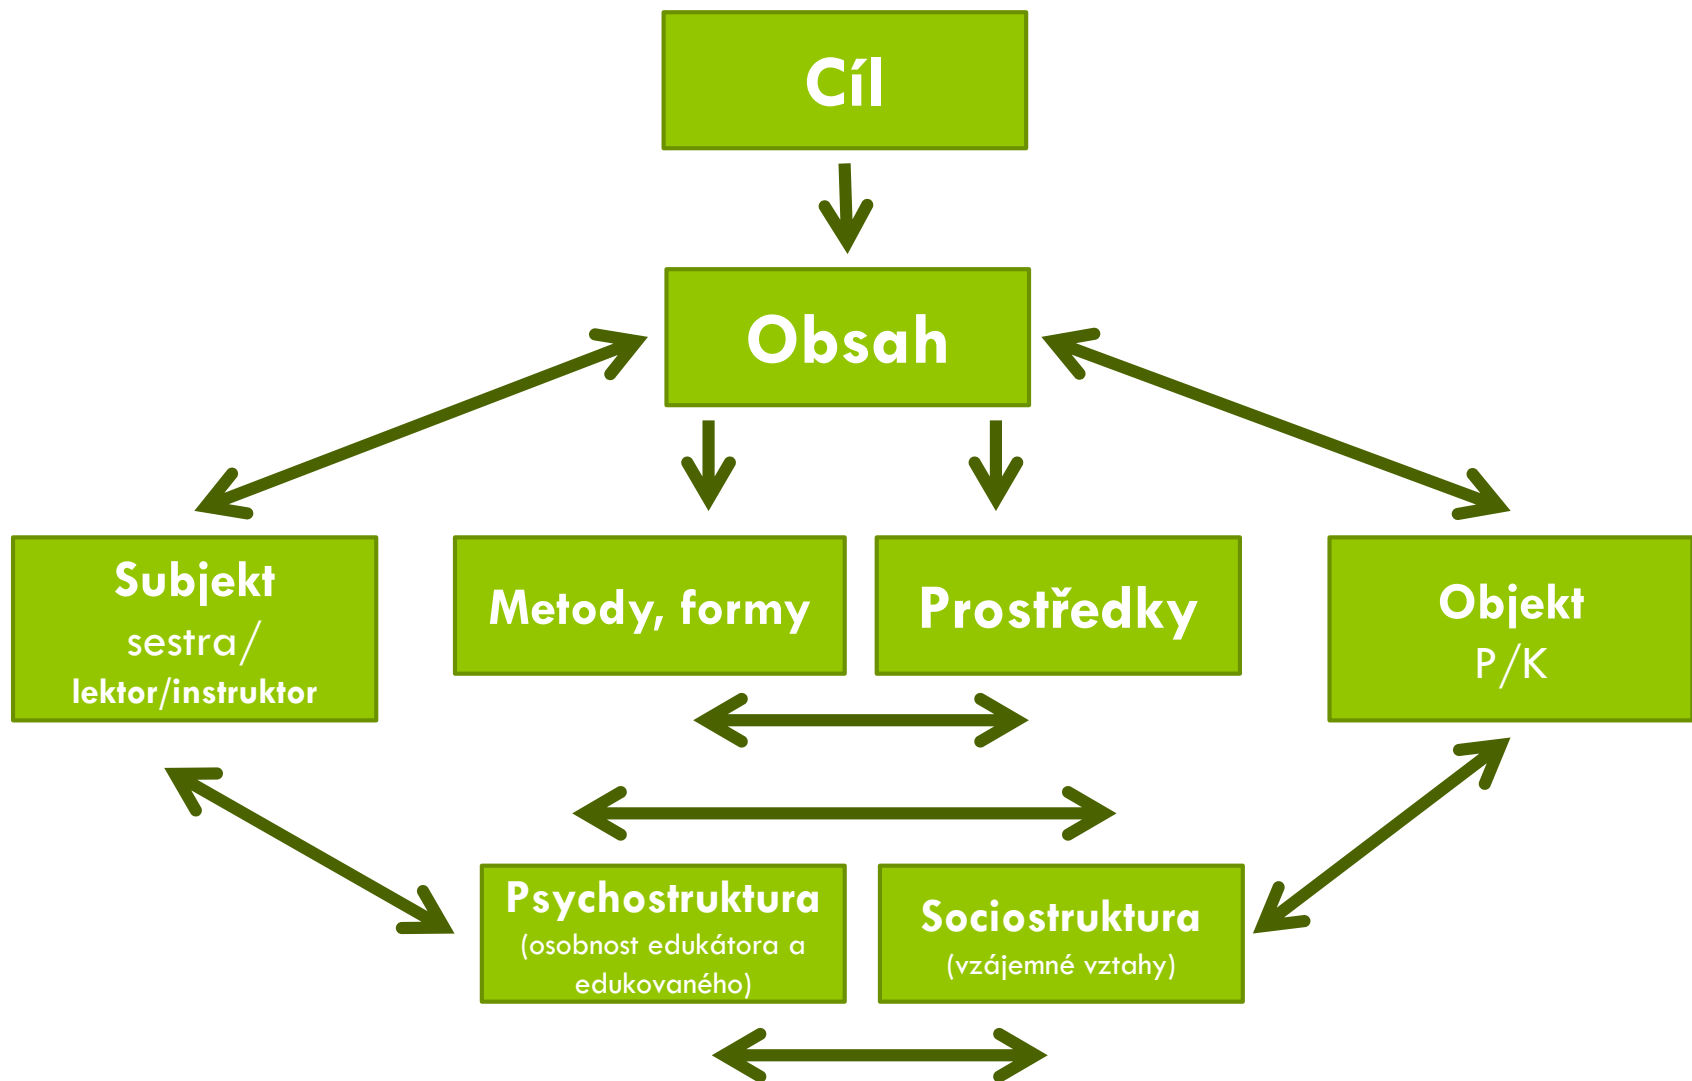 Cíl
Obsah
Subjekt
sestra/
lektor/instruktor
Metody, formy
Prostředky
Objekt
P/K
Psychostruktura
(osobnost edukátora a
edukovaného)
Sociostruktura
(vzájemné vztahy)